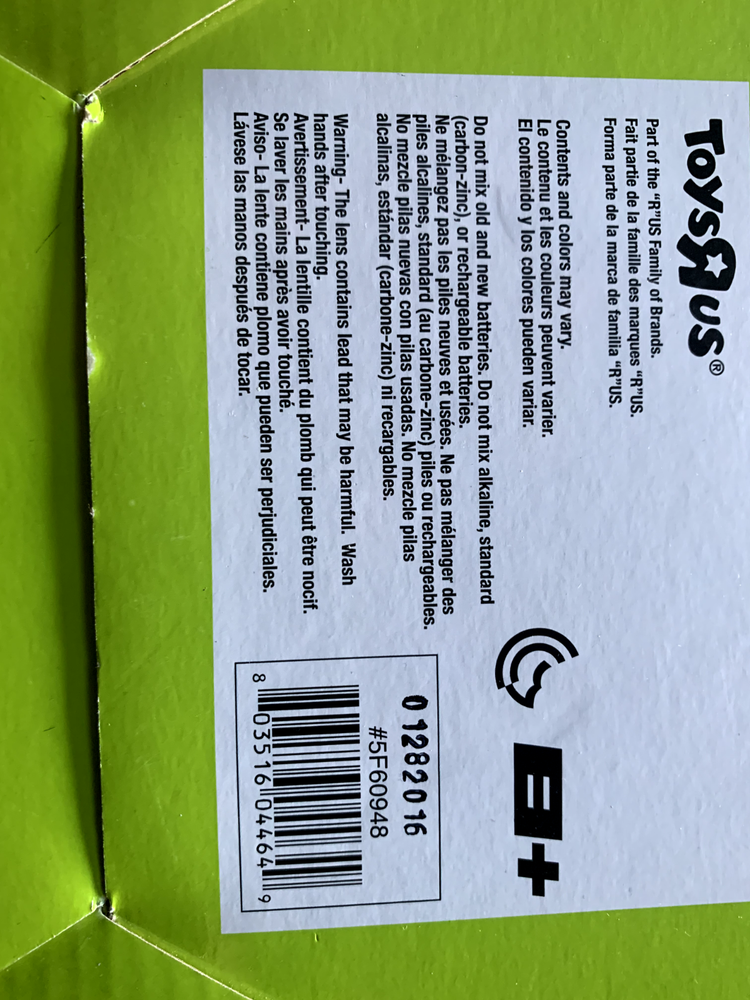 ToysRus®
Part of the "R"US Family of Brands.
Fait partie de la famille des marques "R"US.
Forma parte de la marca de familia "R"US.
Contents and colors may vary.
Le contenu et les couleurs peuvent varier.
El contenido y los colores pueden variar.
Do not mix old and new batteries. Do not mix alkaline, standard
(carbon-zinc), or rechargeable batteries.
Ne mélangez pas les piles neuves et usées. Ne pas mélanger des
piles alcalines, standard (au carbone-zinc) piles ou rechargeables.
No mezcle pilas nuevas con pilas usadas. No mezcle pilas
alcalinas, estándar (carbone-zinc) ni recargables.
Warning- The lens contains lead that may be harmful. Wash
hands after touching.
Avertissement- La lentille contient du plomb qui peut être nocif.
Se laver les mains après avoir touché.
Aviso- La lente contiene plomo que pueden ser perjudiciales.
Lávese las manos después de tocar.
E+
01282016
#5F60948
8 03516 04464 9